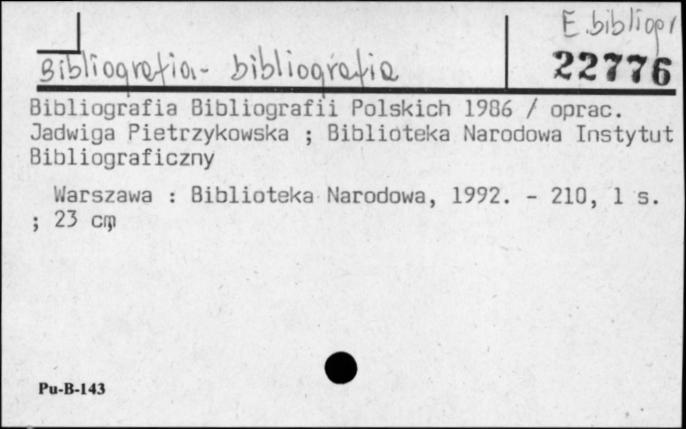 E.bibliogr
22776
Bibliografia - bibliografia
Bibliografia Bibliografii Polskich 1986 / oprac.
Jadwiga Pietrzykowska ; Biblioteka Narodowa Instytut
Bibliograficzny
Warszawa : Biblioteka Narodowa, 1992. - 210, 1 s.
; 23 cm
Pu-B-143